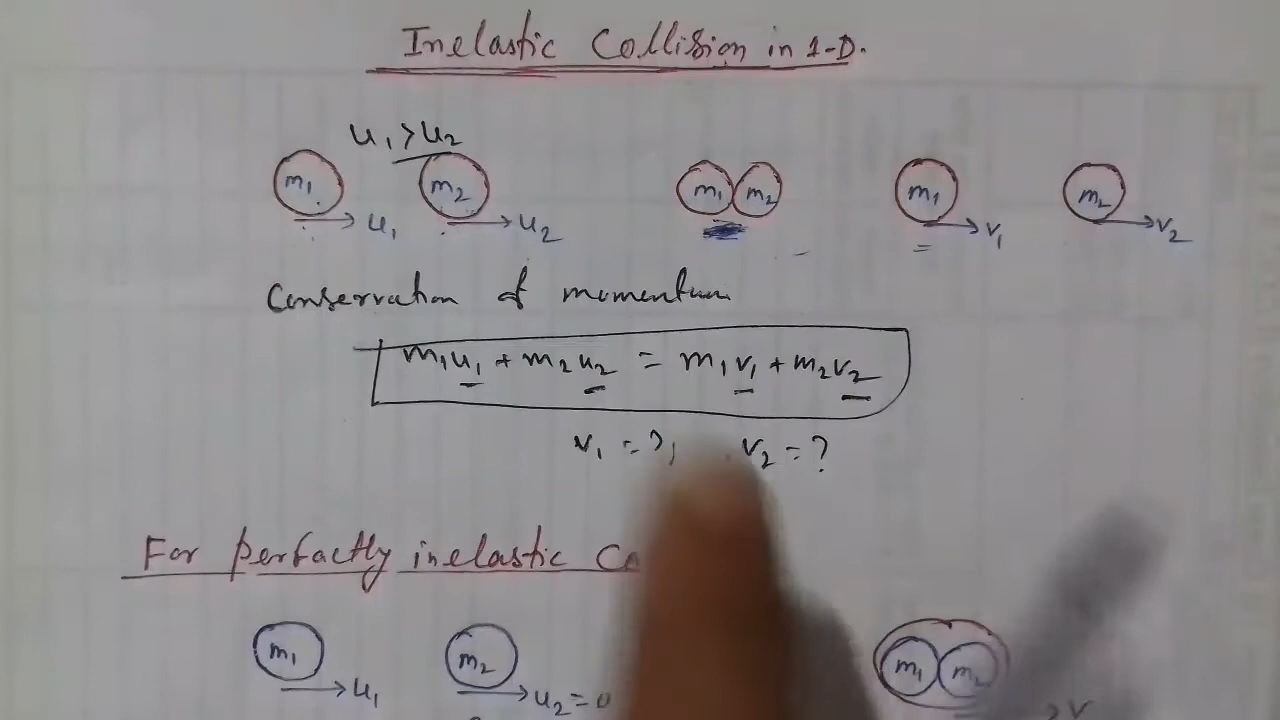 Inelastic Collision in 1-D.
u₁ > u₂
m₁ m₂ m₁ m₂ m₁ m₂
u₁ u₂ v₁ v₂
Conservation of momentum
m₁u₁ + m₂u₂ = m₁v₁ + m₂v₂
v₁ = ?, v₂ = ?
For perfactly inelastic
m₁ m₂ m₁ m₂
u₁ u₂ = 0 v